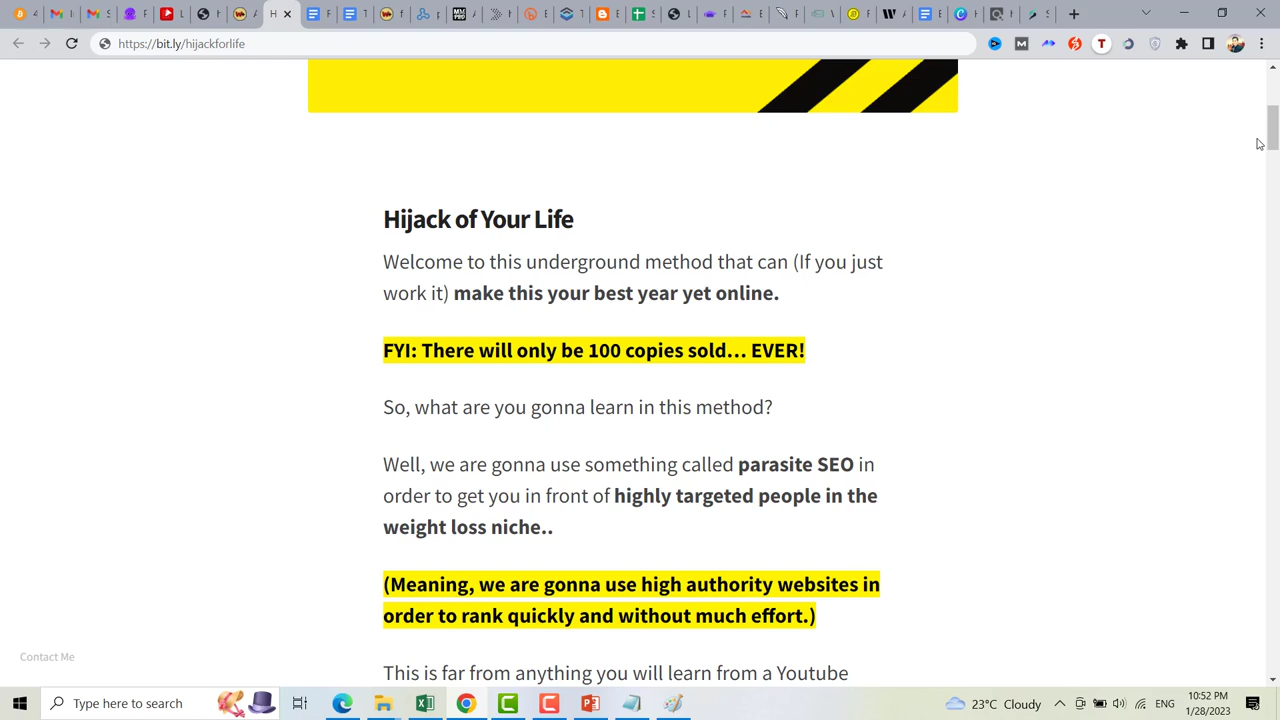 H
https://bit.ly/hijackforlife
Hijack of Your Life
Welcome to this underground method that can (If you just
work it) make this your best year yet online.
FYI: There will only be 100 copies sold... EVER!
So, what are you gonna learn in this method?
Well, we are gonna use something called parasite SEO in
order to get you in front of highly targeted people in the
weight loss niche..
(Meaning, we are gonna use high authority websites in
order to rank quickly and without much effort.)
Contact Me
This is far from anything you will learn from a Youtube
Type here to search
23°C Cloudy
ENG
10:52 PM
1/28/2023